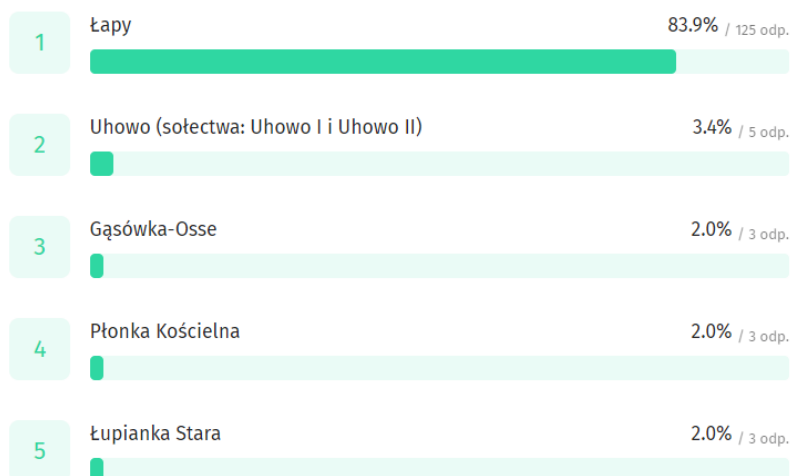 1
Łapy 83.9% / 125 odp.
2
Uhowo (sołectwa: Uhowo I i Uhowo II) 3.4% / 5 odp.
3
Gąsówka-Osse 2.0% / 3 odp.
4
Płonka Kościelna 2.0% / 3 odp.
5
Łupianka Stara 2.0% / 3 odp.